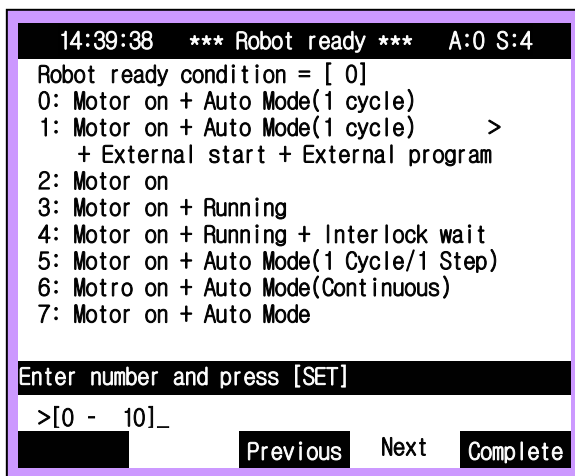 14:39:38 *** Robot ready *** A:0 S:4
Robot ready condition = [ 0]
0: Motor on + Auto Mode(1 cycle)
1: Motor on + Auto Mode(1 cycle) >
+ External start + External program
2: Motor on
3: Motor on + Running
4: Motor on + Running + Interlock wait
5: Motor on + Auto Mode(1 Cycle/1 Step)
6: Motro on + Auto Mode(Continuous)
7: Motor on + Auto Mode
Enter number and press [SET]
>[0 - 10]_
Previous Next Complete